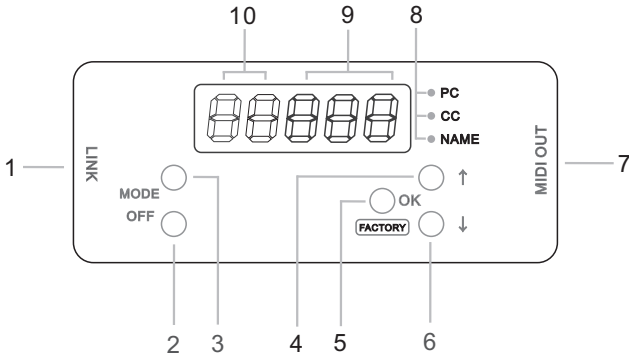 10 9 8
88888
PC
CC
NAME
1 LINK MIDI OUT 7
MODE
OFF
↑
OK
FACTORY ↓
2 3 4 5 6